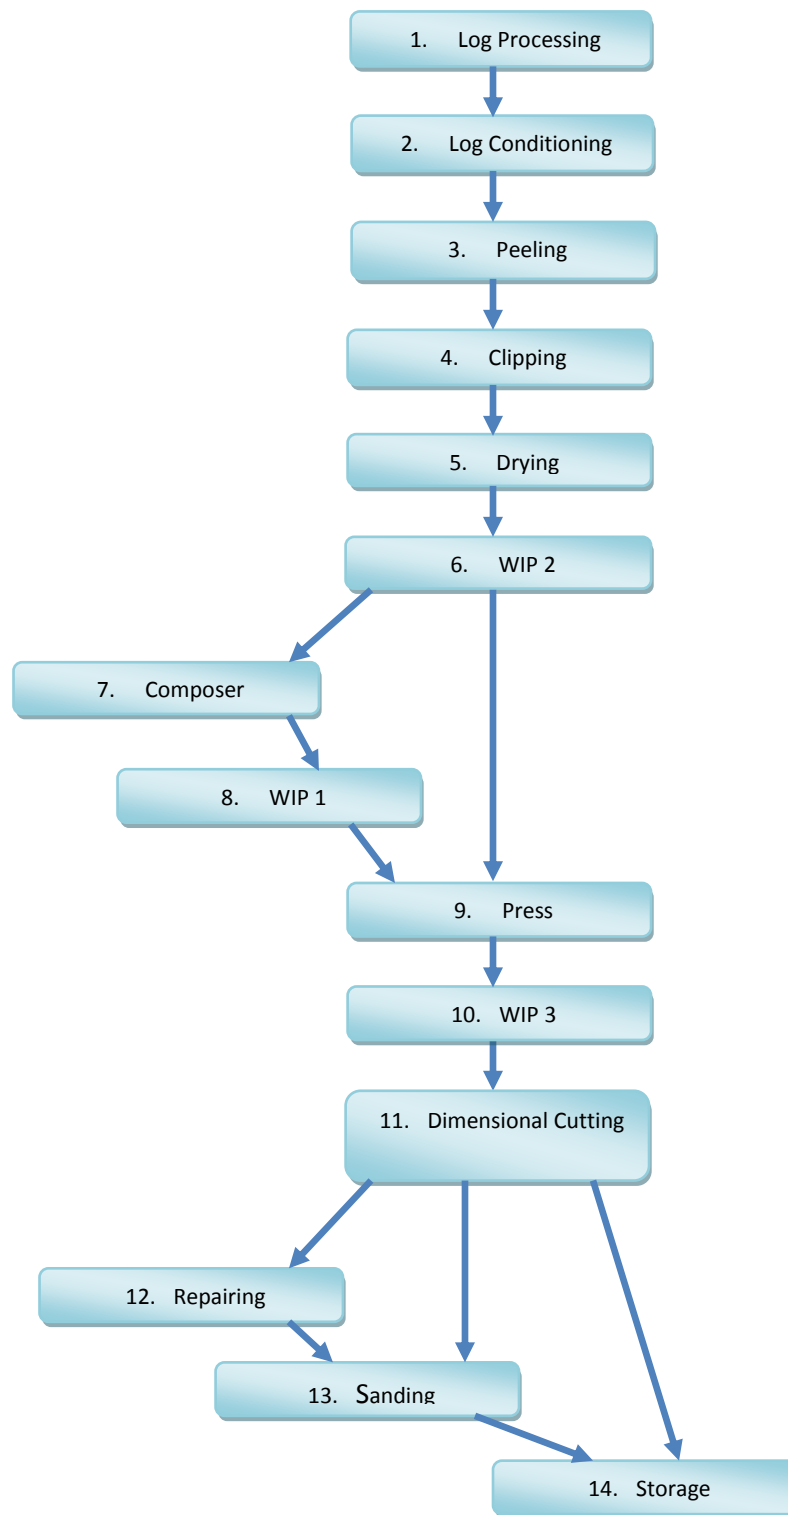 1. Log Processing
2. Log Conditioning
3. Peeling
4. Clipping
5. Drying
6. WIP 2
7. Composer
8. WIP 1
9. Press
10. WIP 3
11. Dimensional Cutting
12. Repairing
13. Sanding
14. Storage